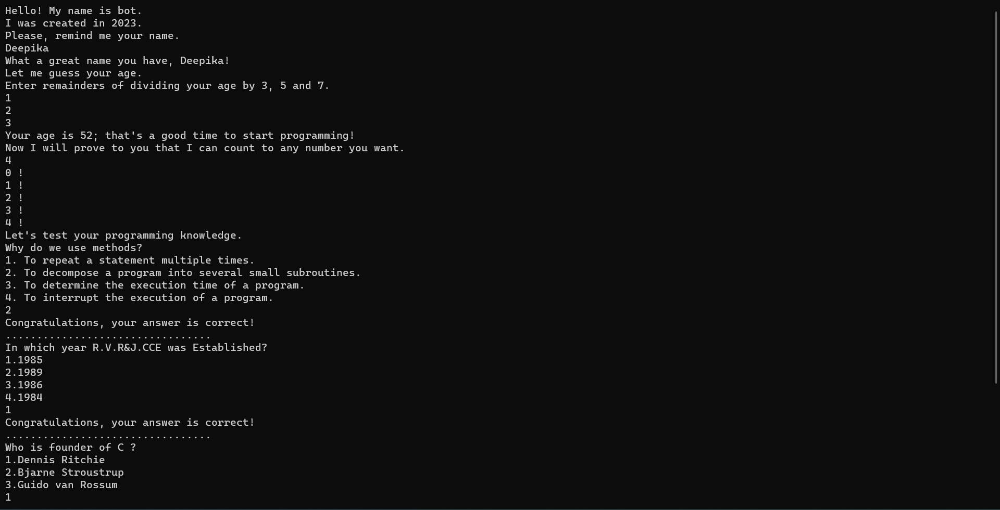 Hello! My name is bot.
I was created in 2023.
Please, remind me your name.
Deepika
What a great name you have, Deepika!
Let me guess your age.
Enter remainders of dividing your age by 3, 5 and 7.
1
2
3
Your age is 52; that's a good time to start programming!
Now I will prove to you that I can count to any number you want.
4
0 !
1 !
2 !
3 !
4 !
Let's test your programming knowledge.
Why do we use methods?
1. To repeat a statement multiple times.
2. To decompose a program into several small subroutines.
3. To determine the execution time of a program.
4. To interrupt the execution of a program.
2
Congratulations, your answer is correct!
.................................
In which year R.V.R&J.CCE was Established?
1.1985
2.1989
3.1986
4.1984
1
Congratulations, your answer is correct!
.................................
Who is founder of C ?
1.Dennis Ritchie
2.Bjarne Stroustrup
3.Guido van Rossum
1